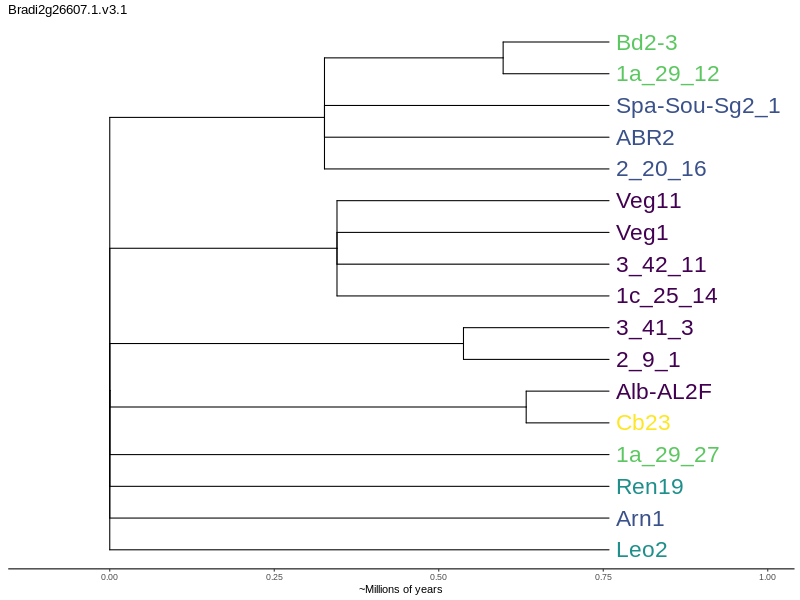 Bradi2g26607.1.v3.1
Bd2-3
1a_29_12
Spa-Sou-Sg2_1
ABR2
2_20_16
Veg11
Veg1
3_42_11
1c_25_14
3_41_3
2_9_1
Alb-AL2F
Cb23
1a_29_27
Ren19
Arn1
Leo2
0.00 0.25 0.50 0.75 1.00
~Millions of years